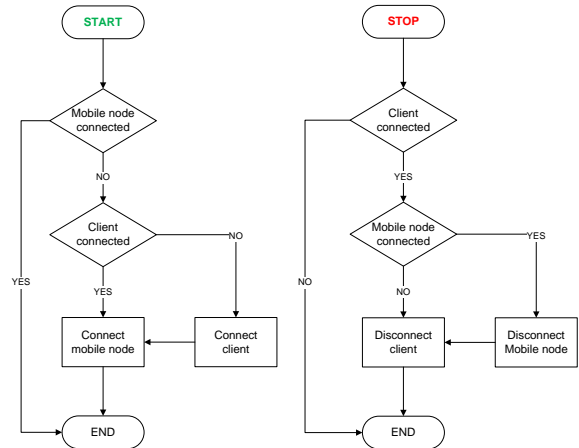 START
Mobile node
connected
NO
Client
connected
NO
YES
YES
Connect
mobile node
Connect
client
END
STOP
Client
connected
YES
Mobile node
connected
YES
NO
NO
Disconnect
client
Disconnect
Mobile node
END